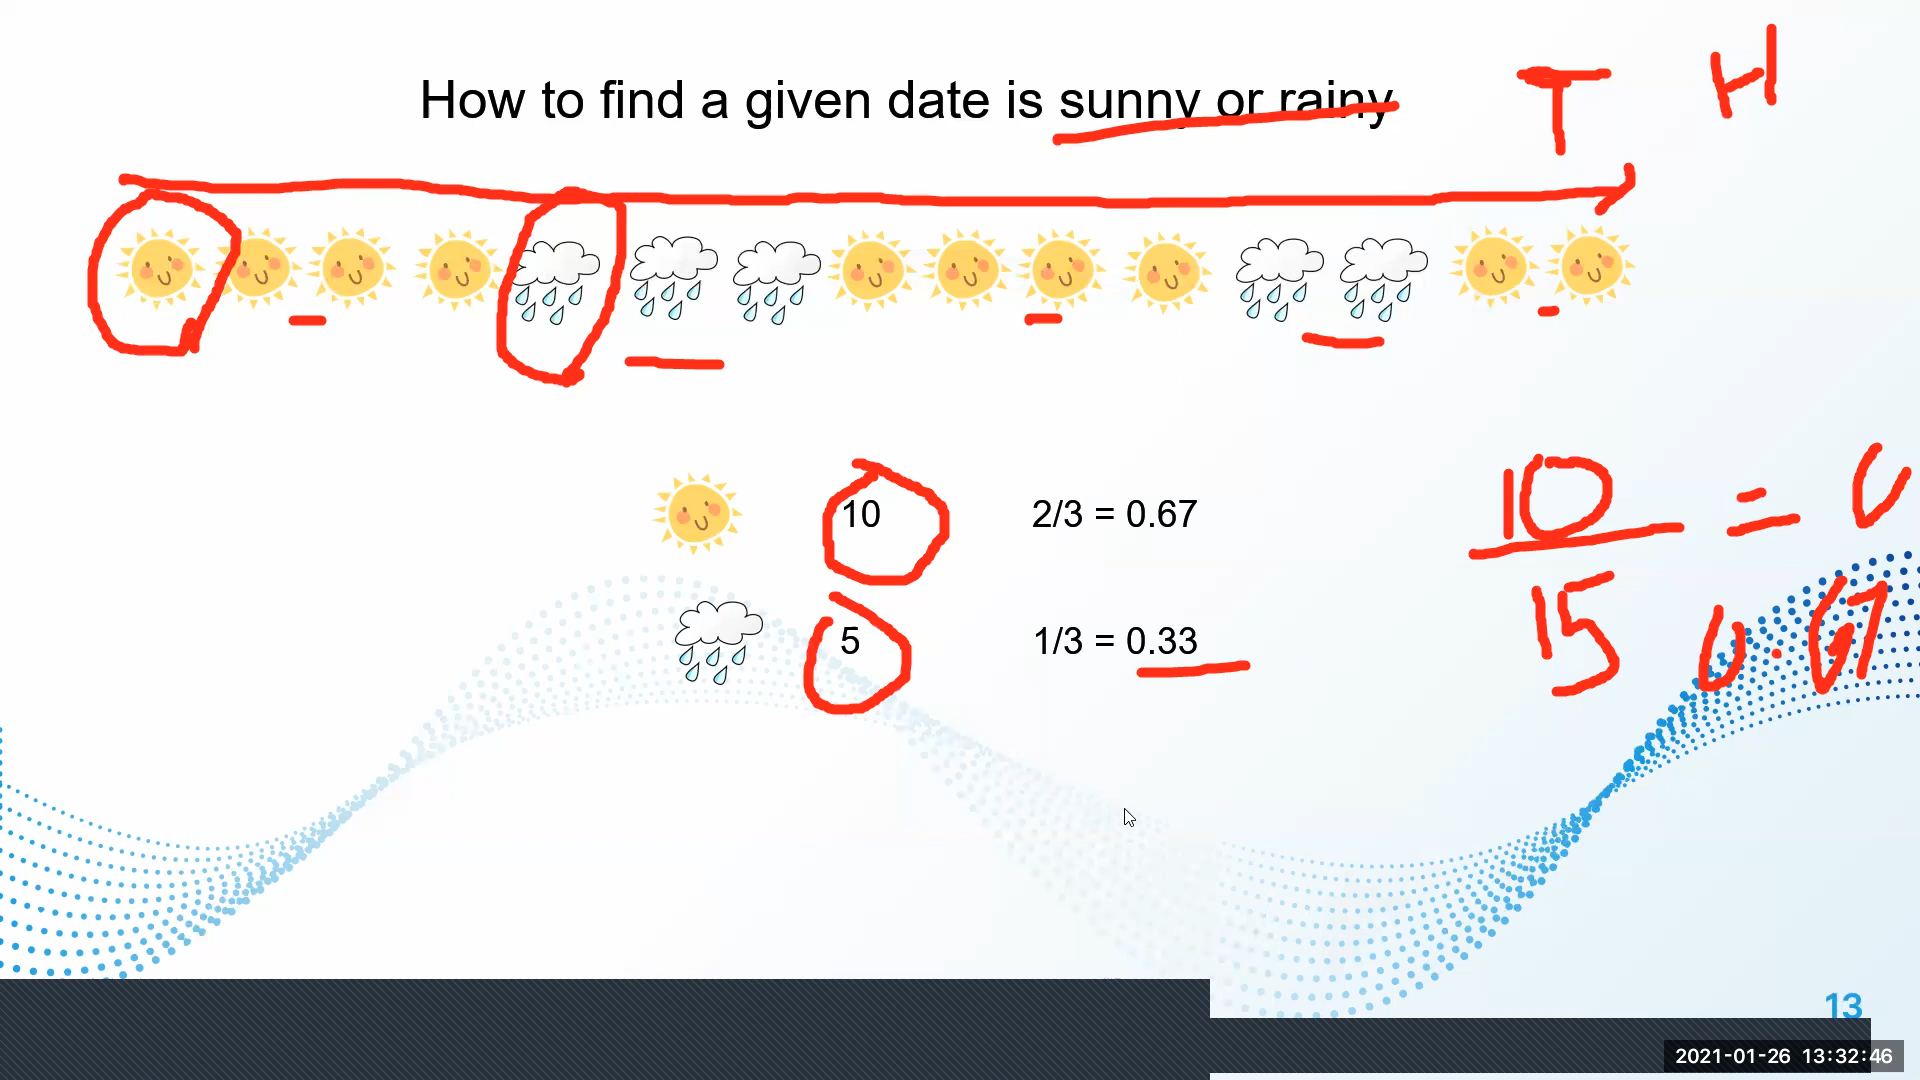 How to find a given date is sunny or rainy
T H
10 2/3 = 0.67
5 1/3 = 0.33
10
15
=
0.67
13
2021-01-26 13:32:46